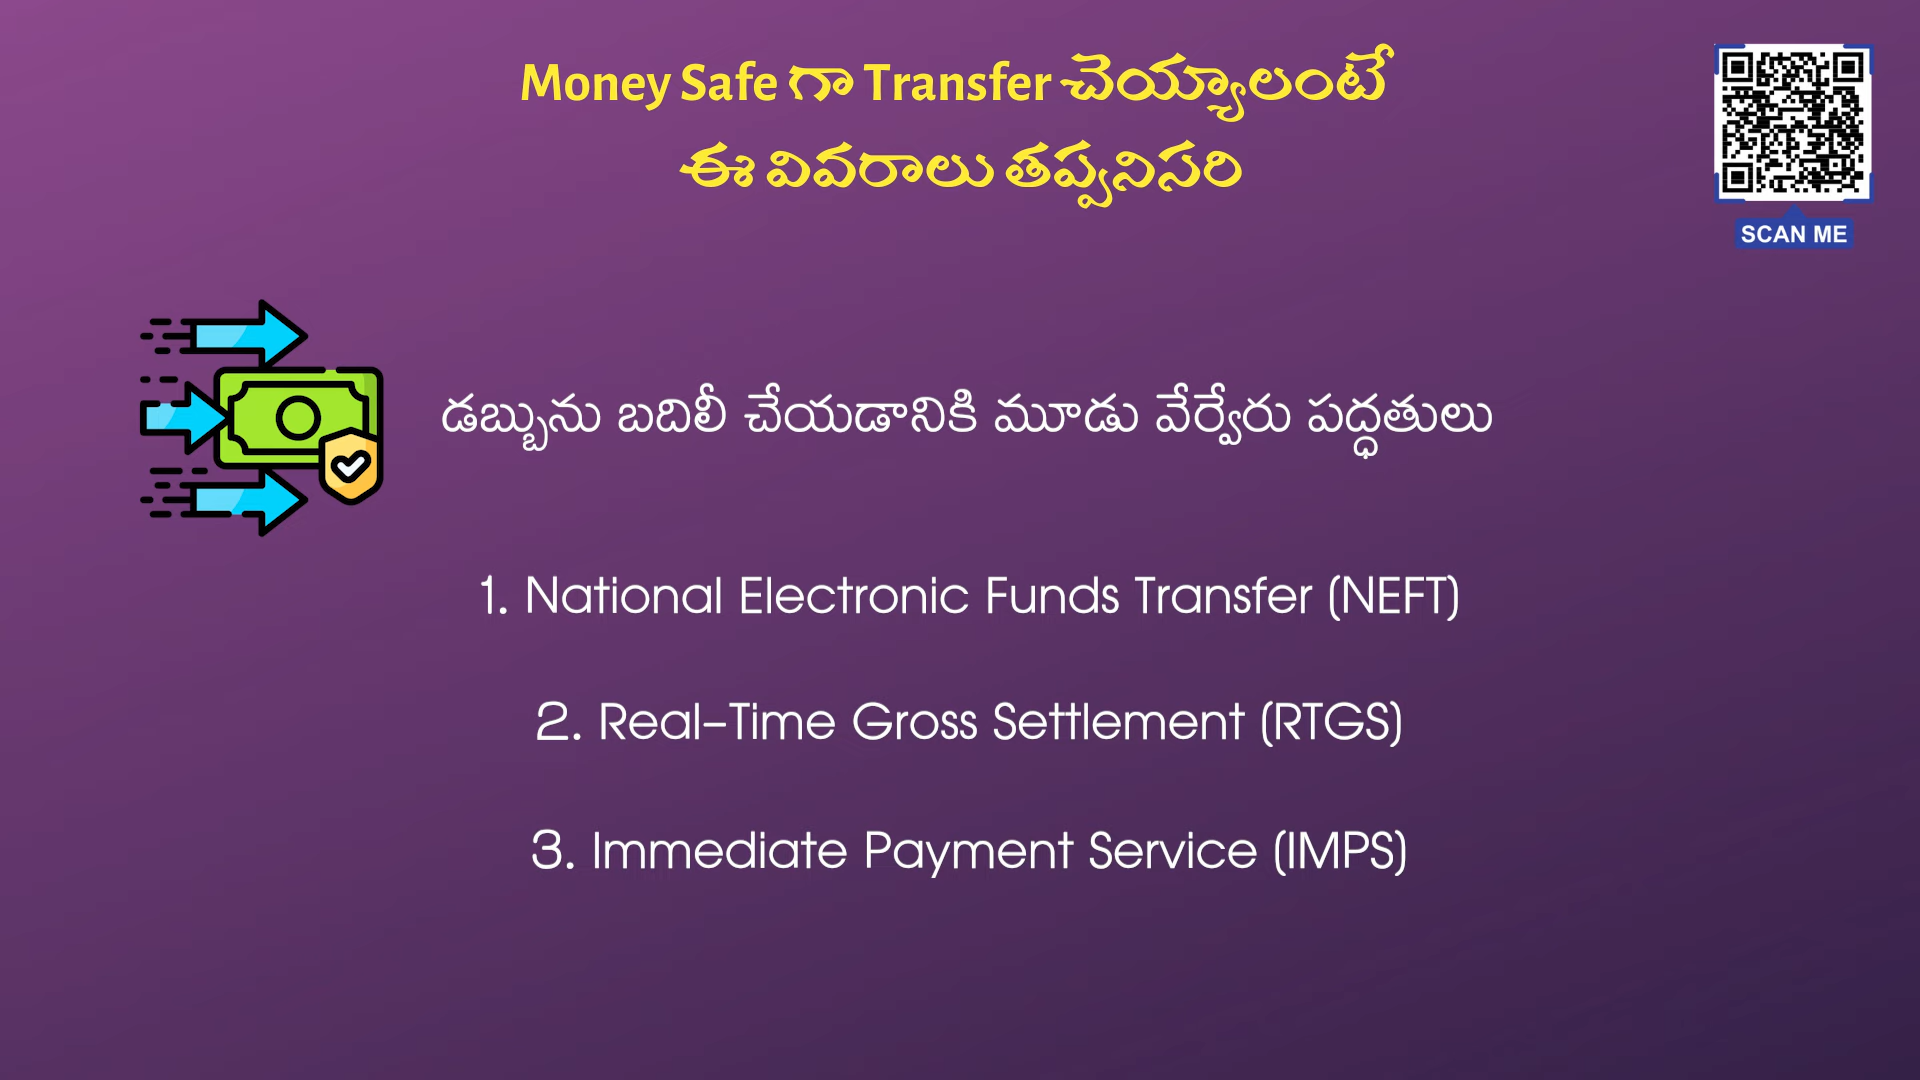 Money Safe గా Transfer చెయ్యాలంటే
ఈ వివరాలు తప్పనిసరి
SCAN ME
డబ్బును బదిలీ చేయడానికి మూడు వేర్వేరు పద్ధతులు
1. National Electronic Funds Transfer (NEFT)
2. Real-Time Gross Settlement (RTGS)
3. Immediate Payment Service (IMPS)